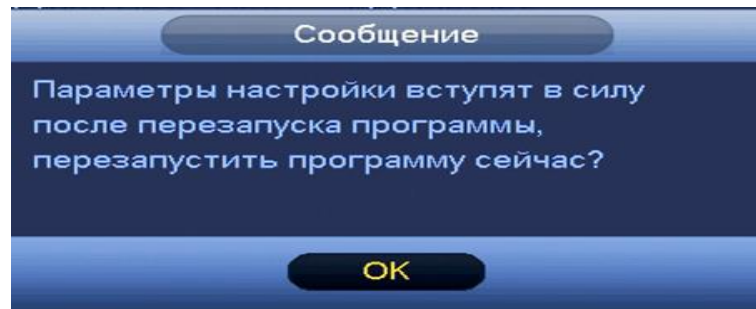 Сообщение
Параметры настройки вступят в силу
после перезапуска программы,
перезапустить программу сейчас?
OK